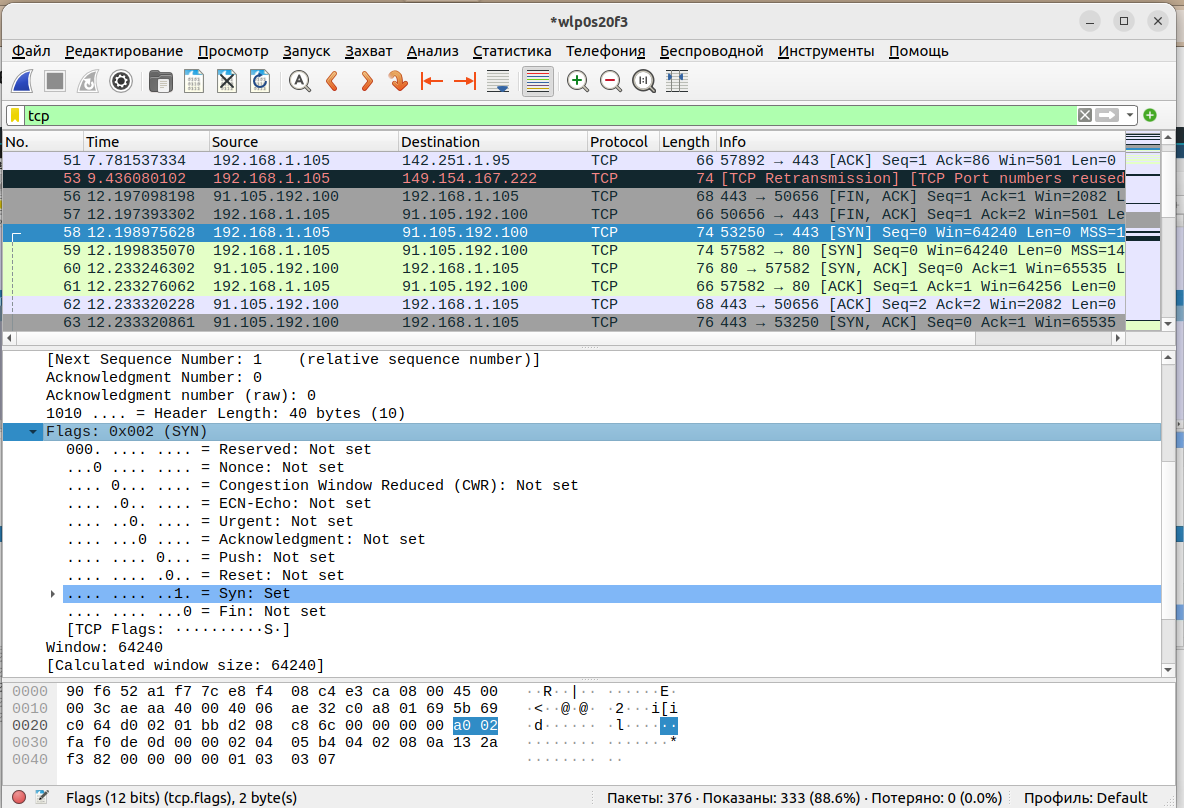 *wlp0s20f3
Файл Редактирование Просмотр Запуск Захват Анализ Статистика Телефония Беспроводной Инструменты Помощь
tcp
No. Time Source Destination Protocol Length Info
51 7.781537334 192.168.1.105 142.251.1.95 TCP 66 57892 → 443 [ACK] Seq=1 Ack=86 Win=501 Len=0
53 9.436080102 192.168.1.105 149.154.167.222 TCP 74 [TCP Retransmission] [TCP Port numbers reused
56 12.197098198 91.105.192.100 192.168.1.105 TCP 68 443 → 50656 [FIN, ACK] Seq=1 Ack=1 Win=2082 L
57 12.197393302 192.168.1.105 91.105.192.100 TCP 66 50656 → 443 [FIN, ACK] Seq=1 Ack=2 Win=501 Le
58 12.198975628 192.168.1.105 91.105.192.100 TCP 74 53250 → 443 [SYN] Seq=0 Win=64240 Len=0 MSS=1
59 12.199835070 192.168.1.105 91.105.192.100 TCP 74 57582 → 80 [SYN] Seq=0 Win=64240 Len=0 MSS=14
60 12.233246302 91.105.192.100 192.168.1.105 TCP 76 80 → 57582 [SYN, ACK] Seq=0 Ack=1 Win=65535 L
61 12.233276062 192.168.1.105 91.105.192.100 TCP 66 57582 → 80 [ACK] Seq=1 Ack=1 Win=64256 Len=0
62 12.233320228 91.105.192.100 192.168.1.105 TCP 68 443 → 50656 [ACK] Seq=2 Ack=2 Win=2082 Len=0
63 12.233320861 91.105.192.100 192.168.1.105 TCP 76 443 → 53250 [SYN, ACK] Seq=0 Ack=1 Win=65535
[Next Sequence Number: 1    (relative sequence number)]
Acknowledgment Number: 0
Acknowledgment number (raw): 0
1010 .... = Header Length: 40 bytes (10)
Flags: 0x002 (SYN)
000. .... .... = Reserved: Not set
...0 .... .... = Nonce: Not set
.... 0... .... = Congestion Window Reduced (CWR): Not set
.... .0.. .... = ECN-Echo: Not set
.... ..0. .... = Urgent: Not set
.... ...0 .... = Acknowledgment: Not set
.... .... 0... = Push: Not set
.... .... .0.. = Reset: Not set
.... .... ..1. = Syn: Set
.... .... ...0 = Fin: Not set
[TCP Flags: ··········S·]
Window: 64240
[Calculated window size: 64240]
0000 90 f6 52 a1 f7 7c e8 f4 08 c4 e3 ca 08 00 45 00 ··R··|·· ······E·
0010 00 3c ae aa 40 00 40 06 ae 32 c0 a8 01 69 5b 69 ·<··@·@· ·2···i[i
0020 c0 64 d0 02 01 bb d2 08 c8 6c 00 00 00 00 a0 02 ·d······ ·l······
0030 fa f0 de 0d 00 00 02 04 05 b4 04 02 08 0a 13 2a ········ ·······*
0040 f3 82 00 00 00 00 01 03 03 07 ········ ··
Flags (12 bits) (tcp.flags), 2 byte(s) Пакеты: 376 · Показаны: 333 (88.6%) · Потеряно: 0 (0.0%) Профиль: Default